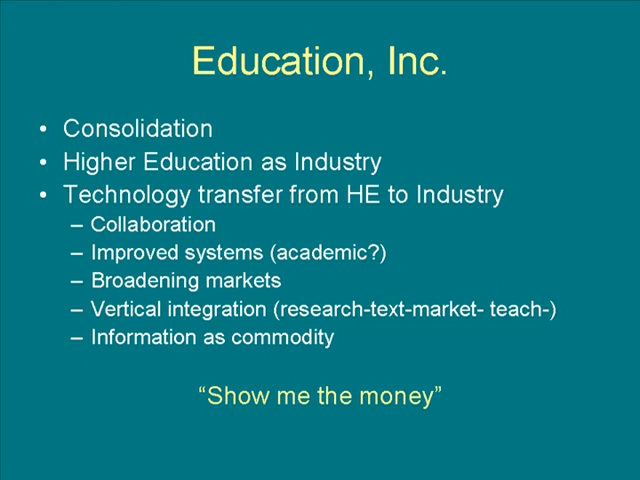 Education, Inc.
• Consolidation
• Higher Education as Industry
• Technology transfer from HE to Industry
– Collaboration
– Improved systems (academic?)
– Broadening markets
– Vertical integration (research-text-market- teach-)
– Information as commodity
“Show me the money”